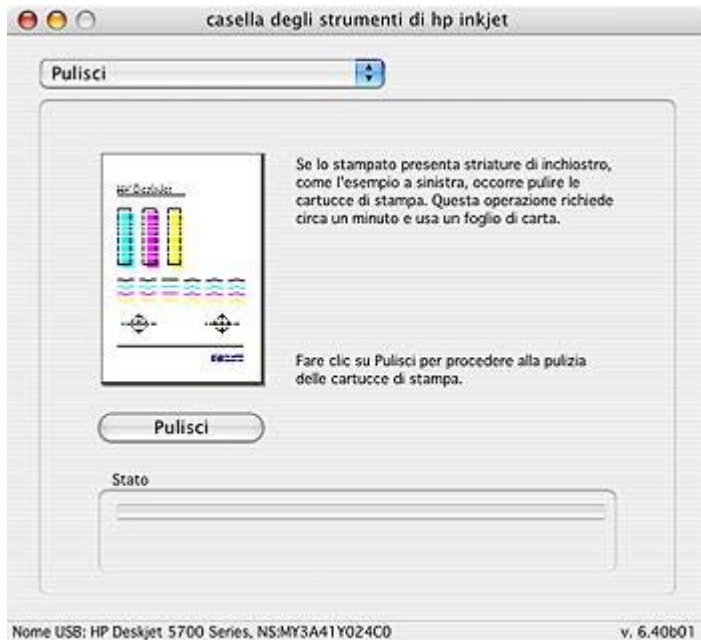 casella degli strumenti di hp inkjet
Pulisci
Se lo stampato presenta striature di inchiostro,
come l'esempio a sinistra, occorre pulire le
cartucce di stampa. Questa operazione richiede
circa un minuto e usa un foglio di carta.
Fare clic su Pulisci per procedere alla pulizia
delle cartucce di stampa.
Pulisci
Stato
Nome USB: HP Deskjet 5700 Series, NS:MY3A41Y024C0
v. 6.40b01